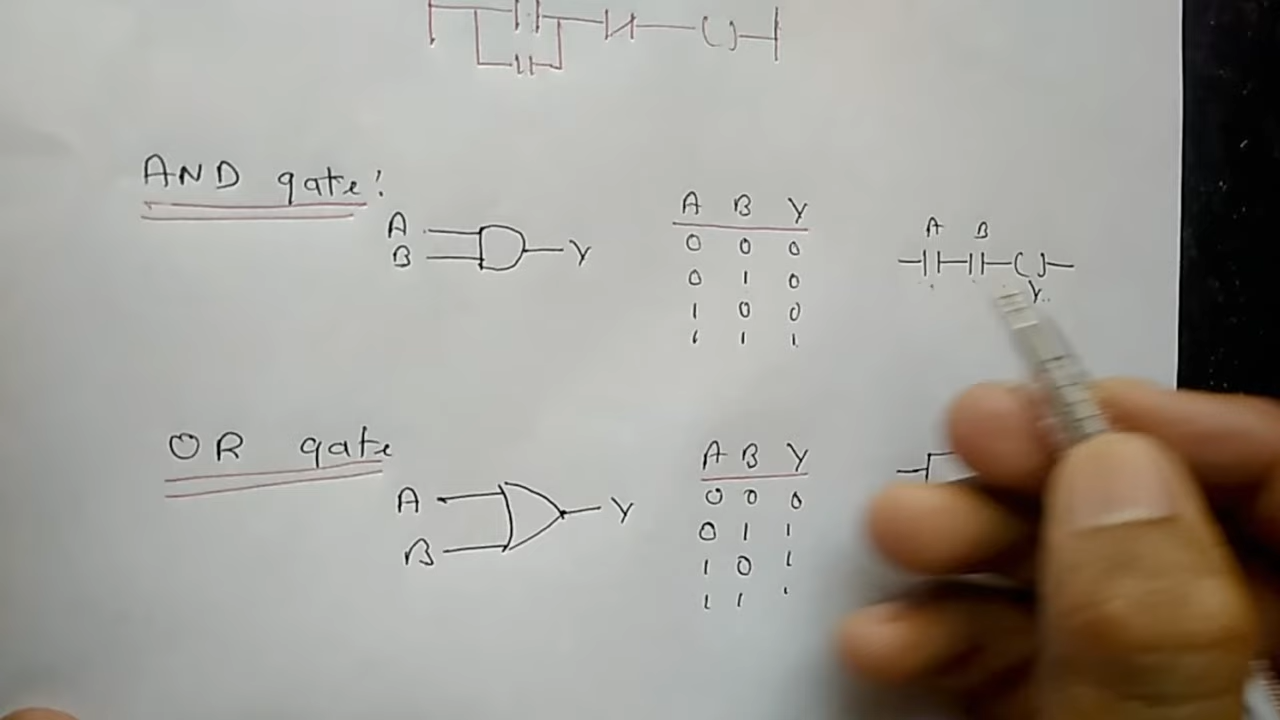 AND gate:
A
B
Y
A B Y
0 0 0
0 1 0
1 0 0
1 1 1
A B
Y
OR gate
A
B
Y
A B Y
0 0 0
0 1 1
1 0 1
1 1 1